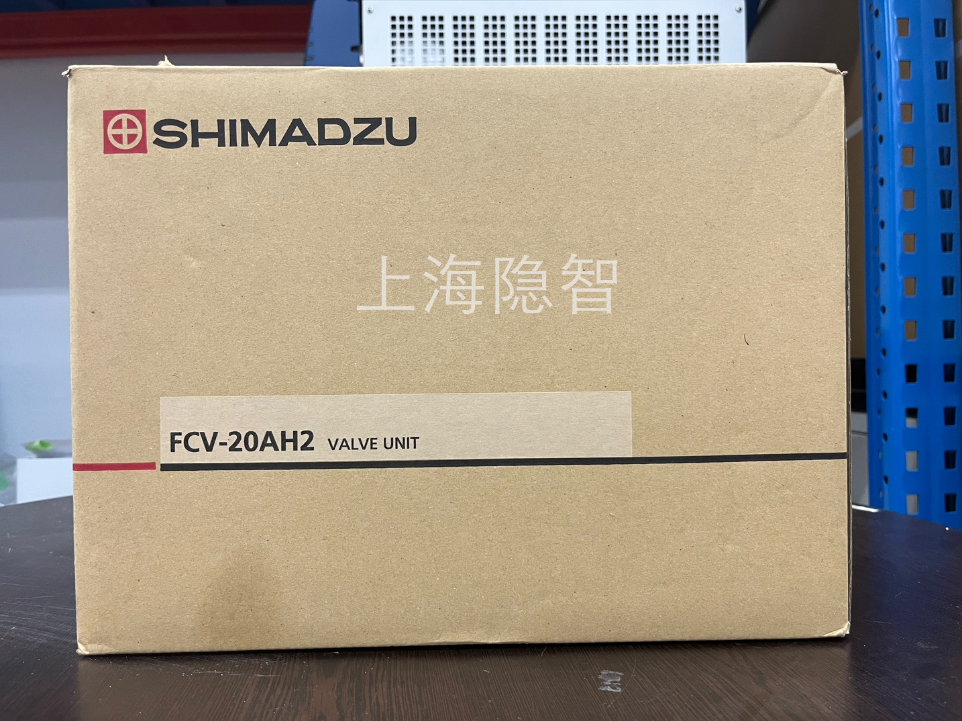 SHIMADZU
上海隐智
FCV-20AH2 VALVE UNIT